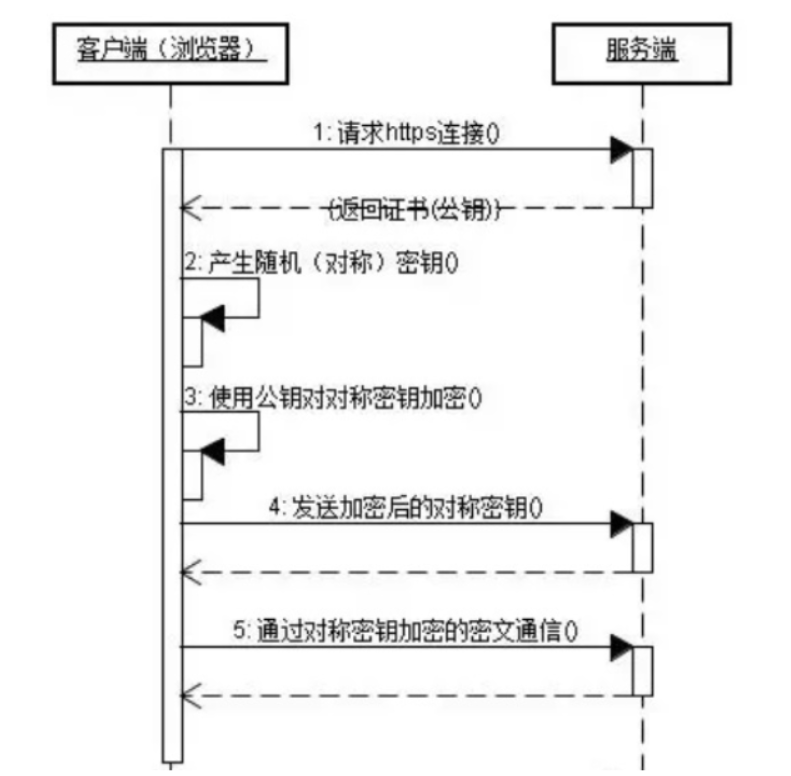 客户端（浏览器）
服务端
1: 请求https连接()
(返回证书(公钥))
2: 产生随机（对称）密钥()
3: 使用公钥对对称密钥加密()
4: 发送加密后的对称密钥()
5: 通过对称密钥加密的密文通信()